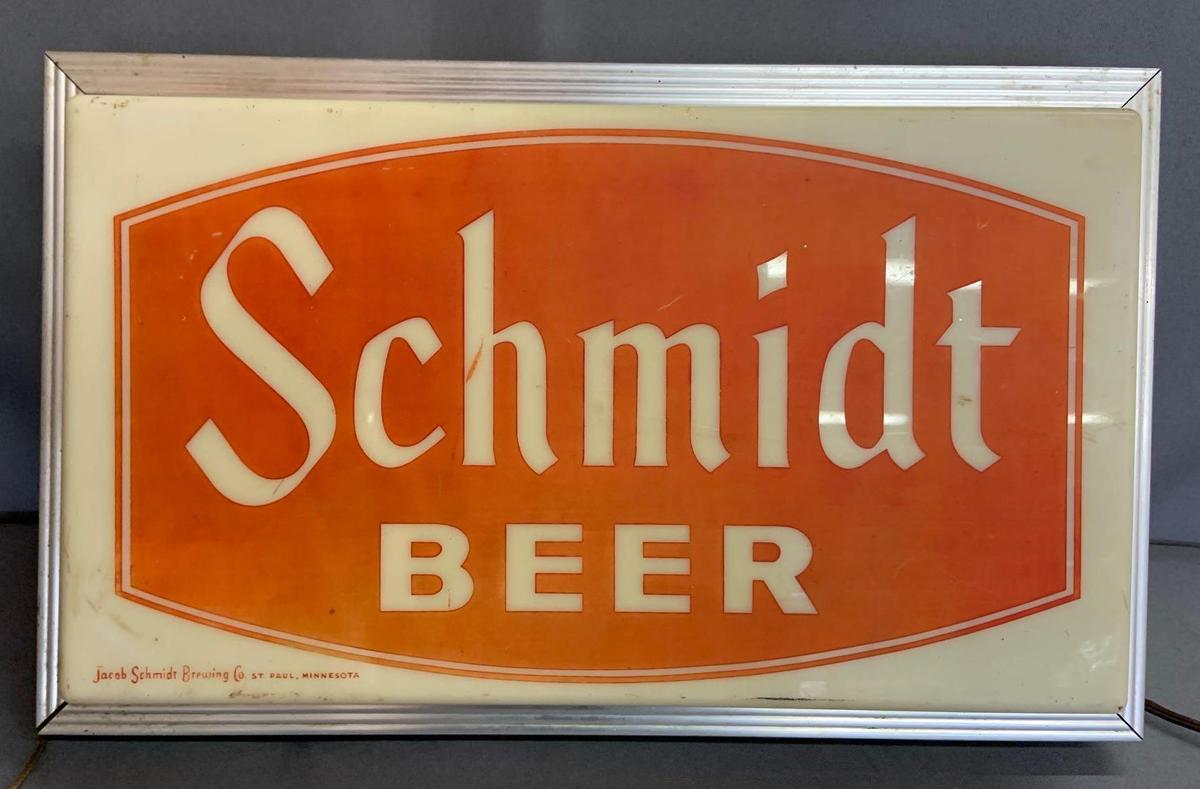 Schmidt
BEER
Jacob Schmidt Brewing Co. ST. PAUL, MINNESOTA